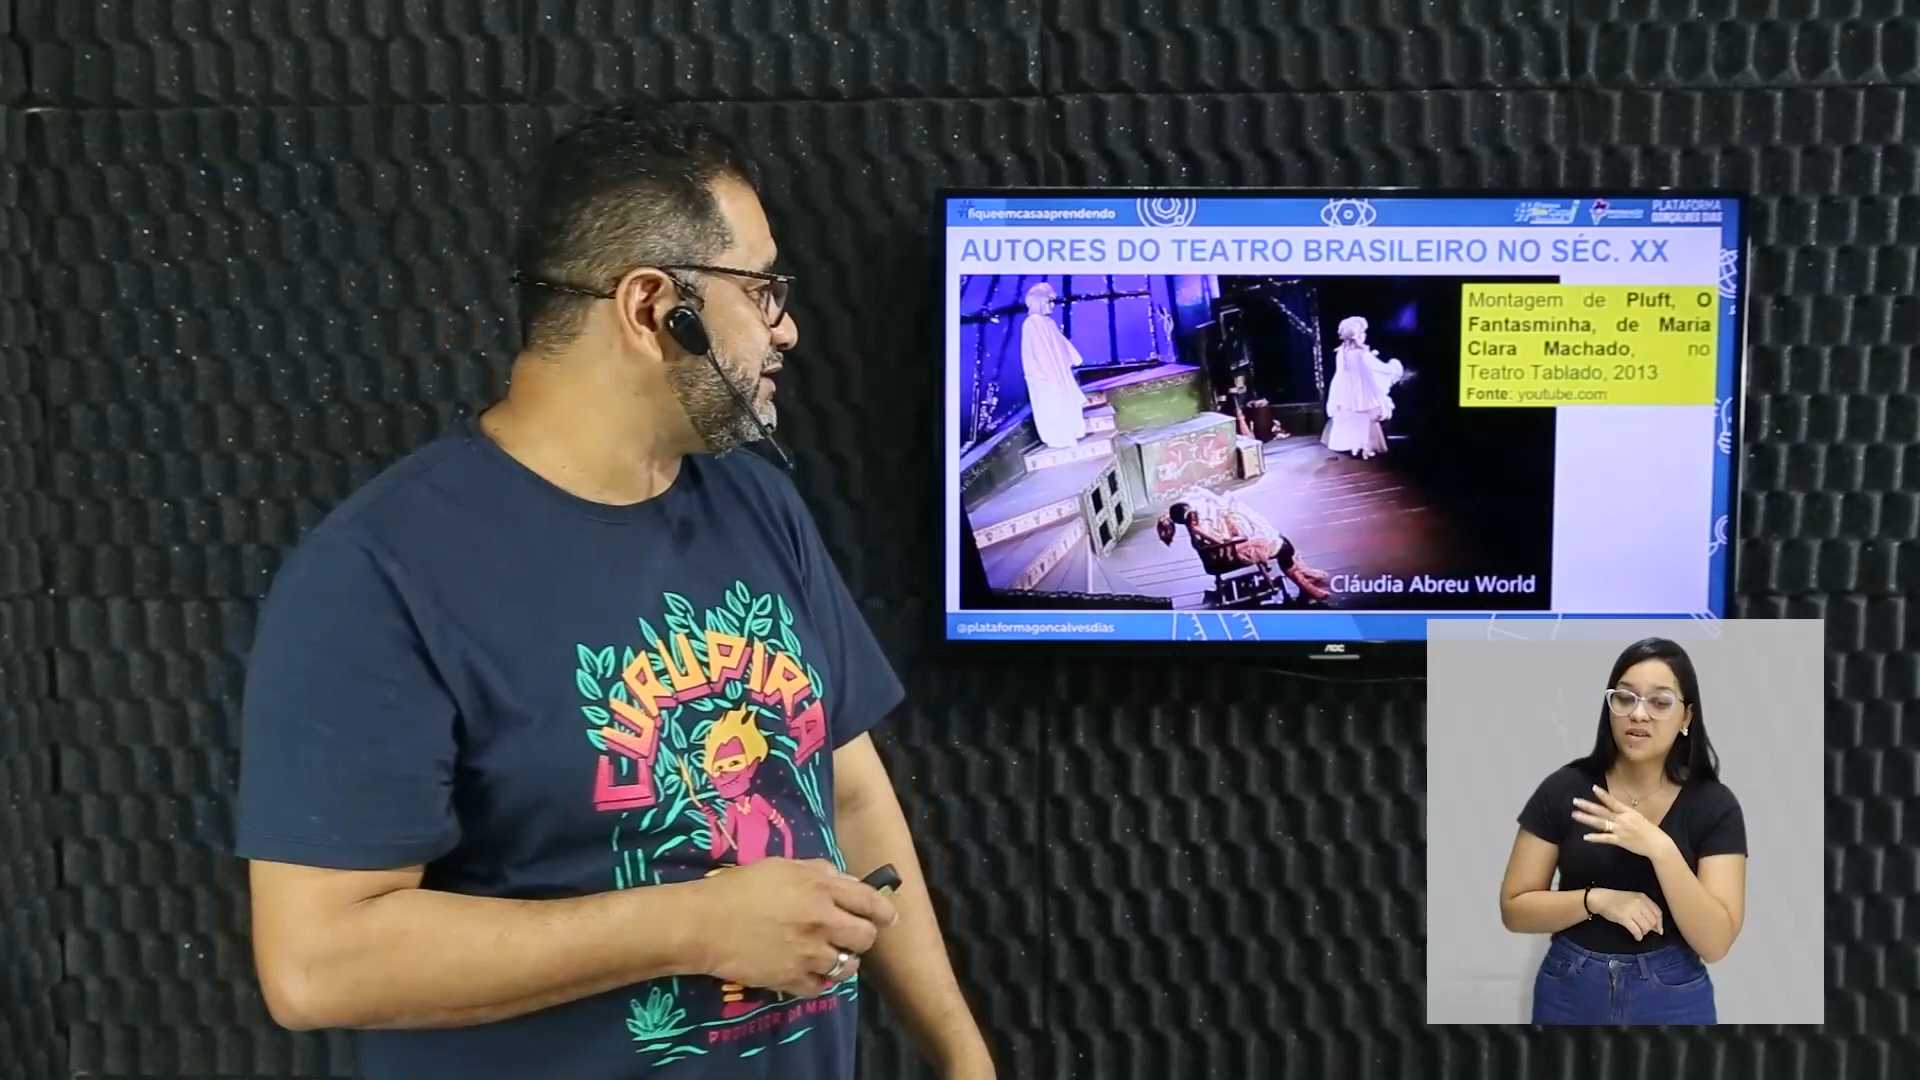 #fiqueemcasaaprendendo
PLATAFORMA
GONÇALVES DIAS
AUTORES DO TEATRO BRASILEIRO NO SÉC. XX
Montagem de Pluft, O
Fantasminha, de Maria
Clara Machado, no
Teatro Tablado, 2013
Fonte: youtube.com
Cláudia Abreu World
@plataformagoncalvesdias
AOC
CURUPIRA
PROTETOR DA MATA